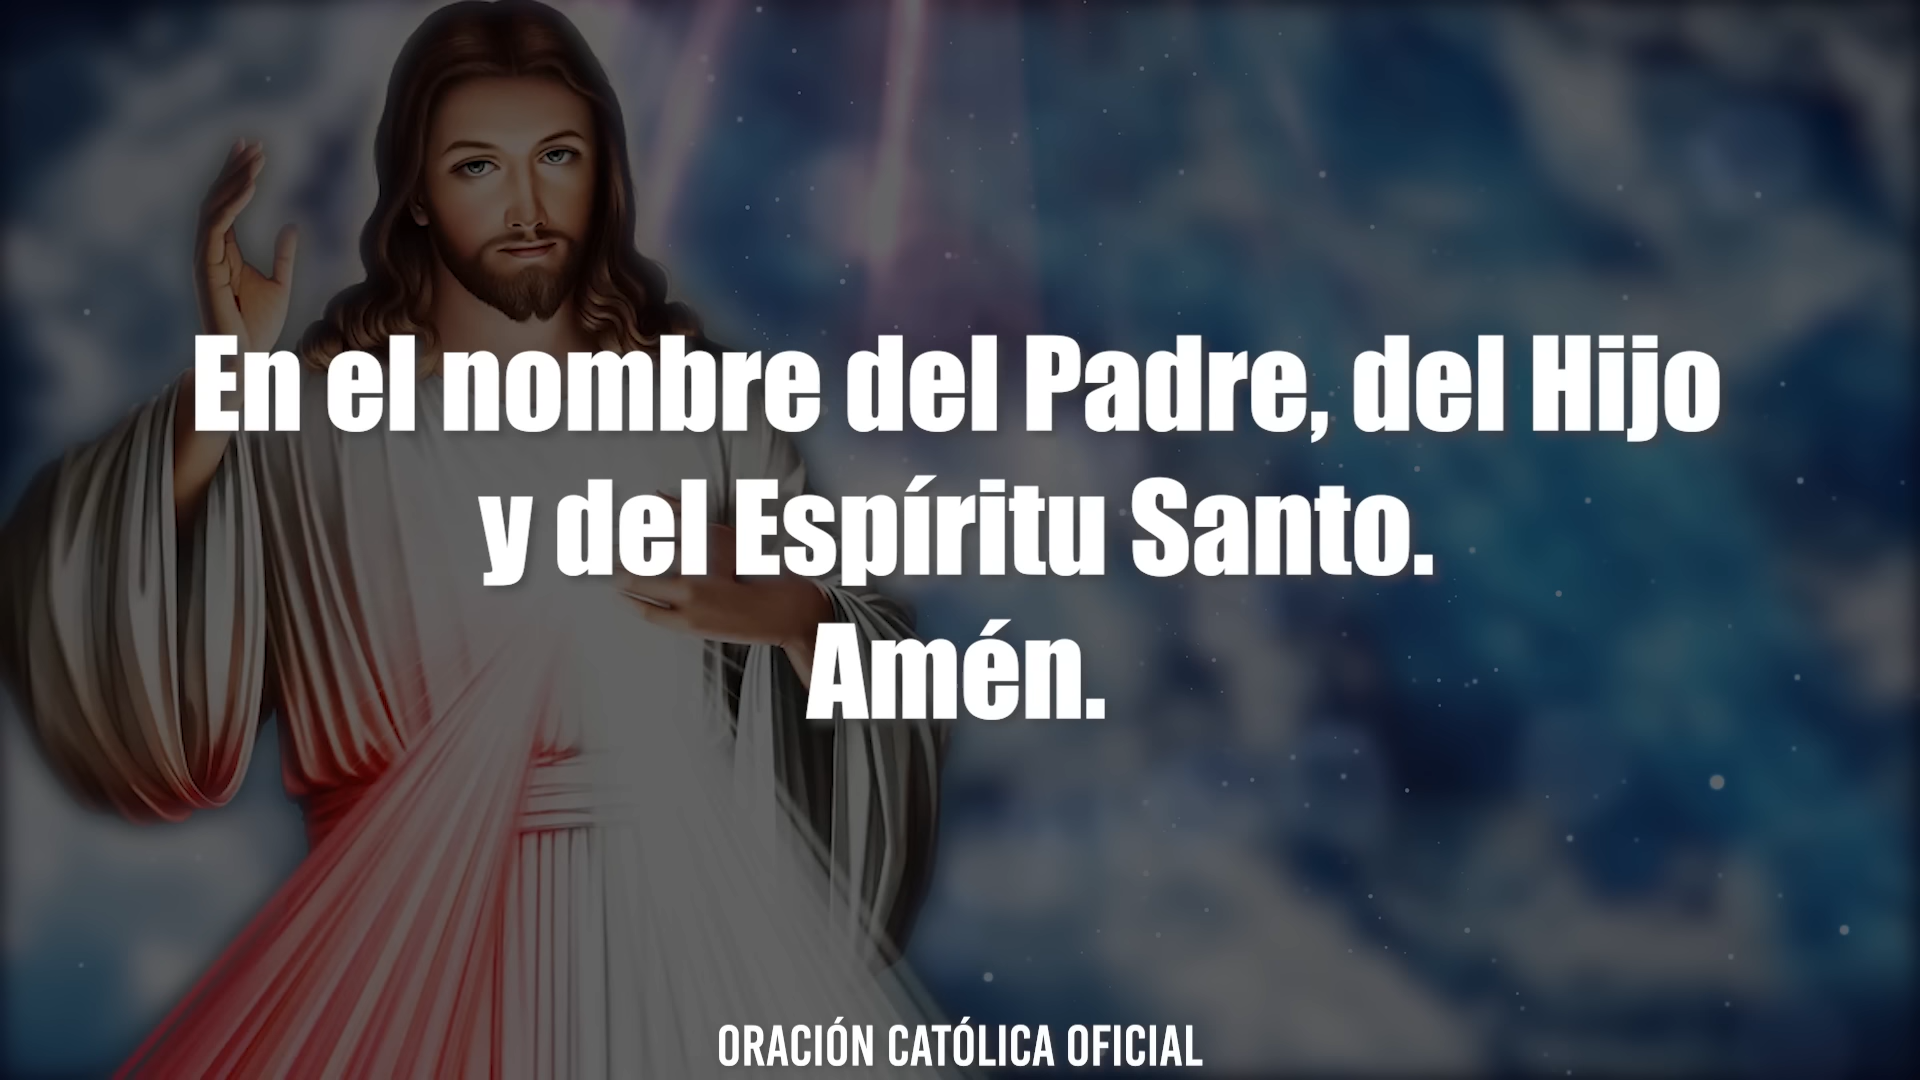 En el nombre del Padre, del Hijo
y del Espíritu Santo.
Amén.
ORACIÓN CATÓLICA OFICIAL